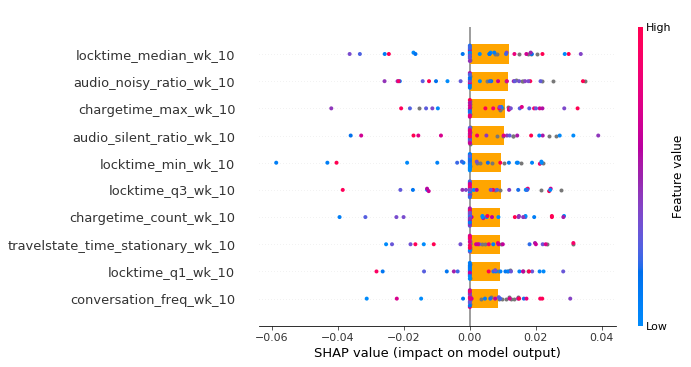 locktime_median_wk_10
audio_noisy_ratio_wk_10
chargetime_max_wk_10
audio_silent_ratio_wk_10
locktime_min_wk_10
locktime_q3_wk_10
chargetime_count_wk_10
travelstate_time_stationary_wk_10
locktime_q1_wk_10
conversation_freq_wk_10
−0.06 −0.04 −0.02 0.00 0.02 0.04
SHAP value (impact on model output)
High
Feature value
Low